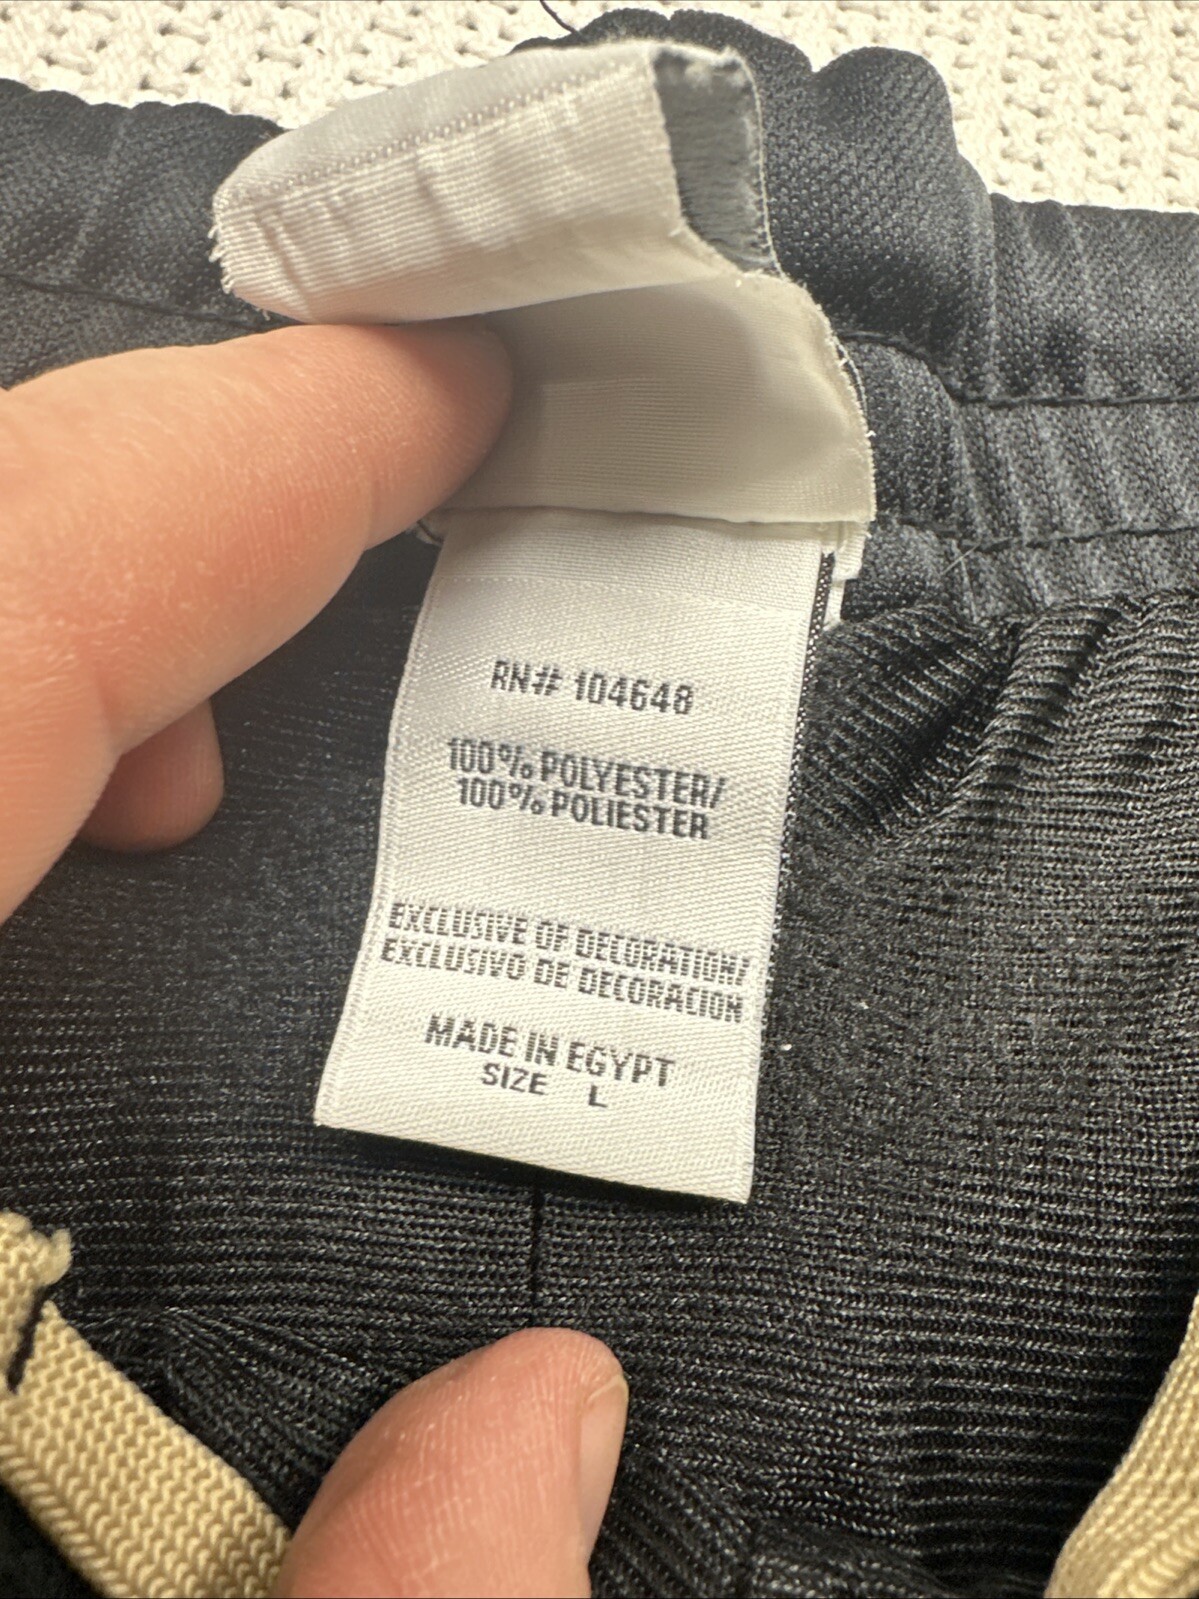 RN# 104648
100% POLYESTER/
100% POLIESTER
EXCLUSIVE OF DECORATION/
EXCLUSIVO DE DECORACION
MADE IN EGYPT
SIZE L